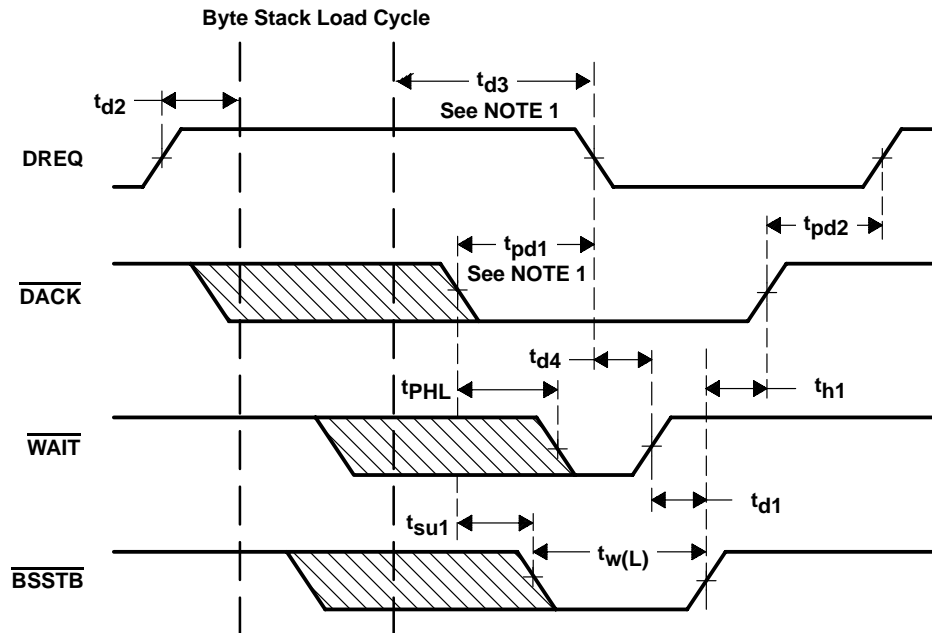 Byte Stack Load Cycle
td3
td2
See NOTE 1
DREQ
tpd2
tpd1
See NOTE 1
DACK
td4
tPHL
th1
WAIT
td1
tsu1
tw(L)
BSSTB